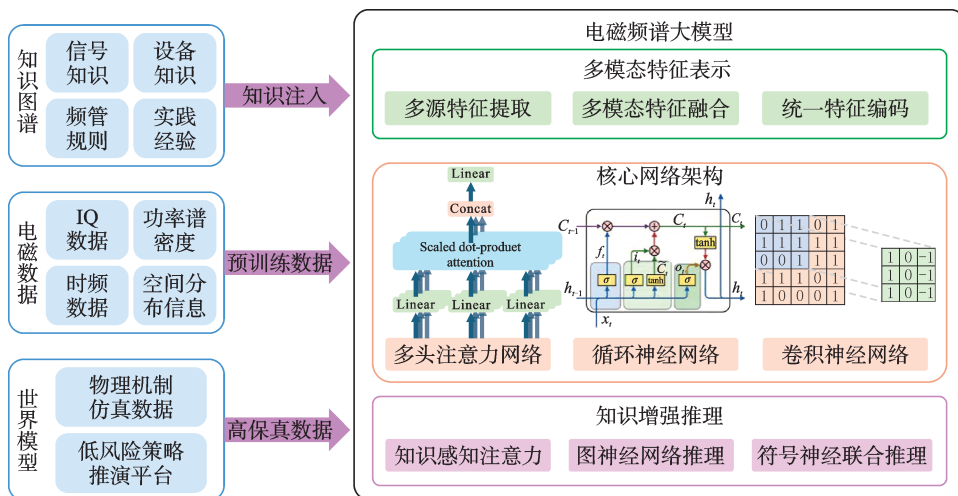 知识图谱
信号
知识
设备
知识
频管
规则
实践
经验
知识注入
电磁数据
IQ
数据
功率谱
密度
时频
数据
空间分
布信息
预训练数据
世界模型
物理机制
仿真数据
低风险策略
推演平台
高保真数据
电磁频谱大模型
多模态特征表示
多源特征提取
多模态特征融合
统一特征编码
核心网络架构
Linear
Concat
Scaled dot-product
attention
Linear Linear Linear
多头注意力网络
h_t
C_{t-1}
C_t
C_t
f_t
i_t
C̃_t
o_t
tanh
σ
σ
tanh
σ
h_{t-1}
h_t
x_t
循环神经网络
0 1 1 0 1
1 1 0 1 1
0 0 1 1 1
1 1 0 1 1
1 0 0 0 1
1 0 -1
1 0 -1
1 0 -1
卷积神经网络
知识增强推理
知识感知注意力
图神经网络推理
符号神经联合推理